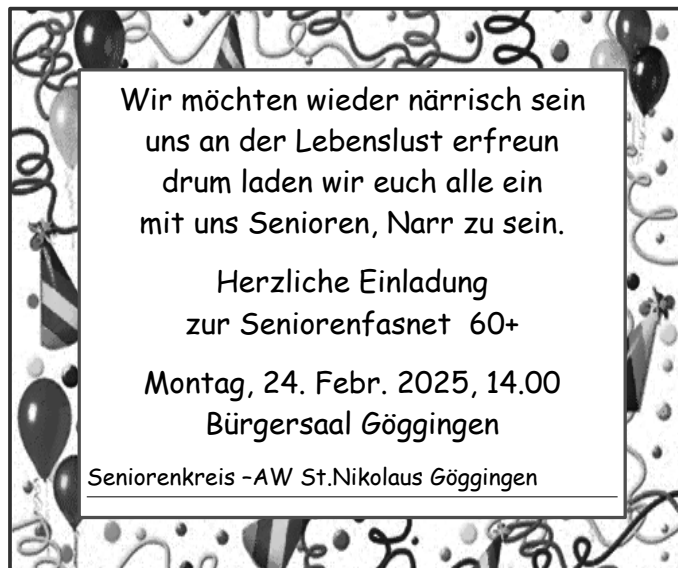 Wir möchten wieder närrisch sein
uns an der Lebenslust erfreun
drum laden wir euch alle ein
mit uns Senioren, Narr zu sein.
Herzliche Einladung
zur Seniorenfasnet  60+
Montag, 24. Febr. 2025, 14.00
Bürgersaal Göggingen
Seniorenkreis –AW St.Nikolaus Göggingen